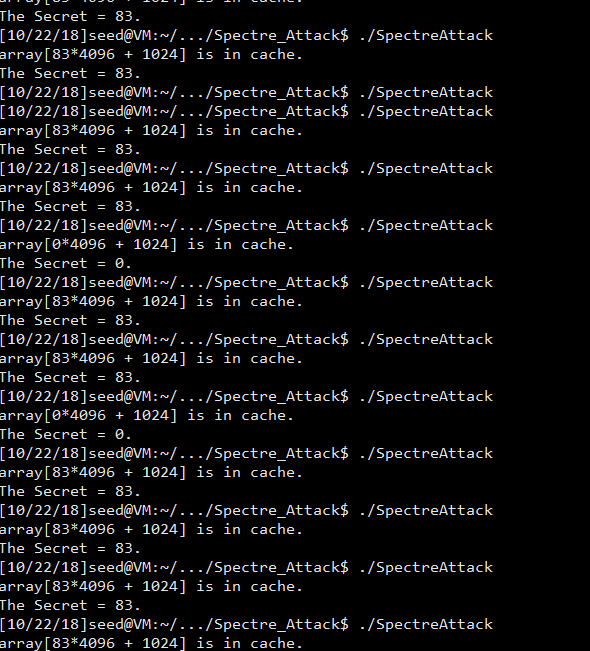 The Secret = 83.
[10/22/18]seed@VM:~/.../Spectre_Attack$ ./SpectreAttack
array[83*4096 + 1024] is in cache.
The Secret = 83.
[10/22/18]seed@VM:~/.../Spectre_Attack$ ./SpectreAttack
[10/22/18]seed@VM:~/.../Spectre_Attack$ ./SpectreAttack
array[83*4096 + 1024] is in cache.
The Secret = 83.
[10/22/18]seed@VM:~/.../Spectre_Attack$ ./SpectreAttack
array[83*4096 + 1024] is in cache.
The Secret = 83.
[10/22/18]seed@VM:~/.../Spectre_Attack$ ./SpectreAttack
array[0*4096 + 1024] is in cache.
The Secret = 0.
[10/22/18]seed@VM:~/.../Spectre_Attack$ ./SpectreAttack
array[83*4096 + 1024] is in cache.
The Secret = 83.
[10/22/18]seed@VM:~/.../Spectre_Attack$ ./SpectreAttack
array[83*4096 + 1024] is in cache.
The Secret = 83.
[10/22/18]seed@VM:~/.../Spectre_Attack$ ./SpectreAttack
array[0*4096 + 1024] is in cache.
The Secret = 0.
[10/22/18]seed@VM:~/.../Spectre_Attack$ ./SpectreAttack
array[83*4096 + 1024] is in cache.
The Secret = 83.
[10/22/18]seed@VM:~/.../Spectre_Attack$ ./SpectreAttack
array[83*4096 + 1024] is in cache.
The Secret = 83.
[10/22/18]seed@VM:~/.../Spectre_Attack$ ./SpectreAttack
array[83*4096 + 1024] is in cache.
The Secret = 83.
[10/22/18]seed@VM:~/.../Spectre_Attack$ ./SpectreAttack
array[83*4096 + 1024] is in cache.